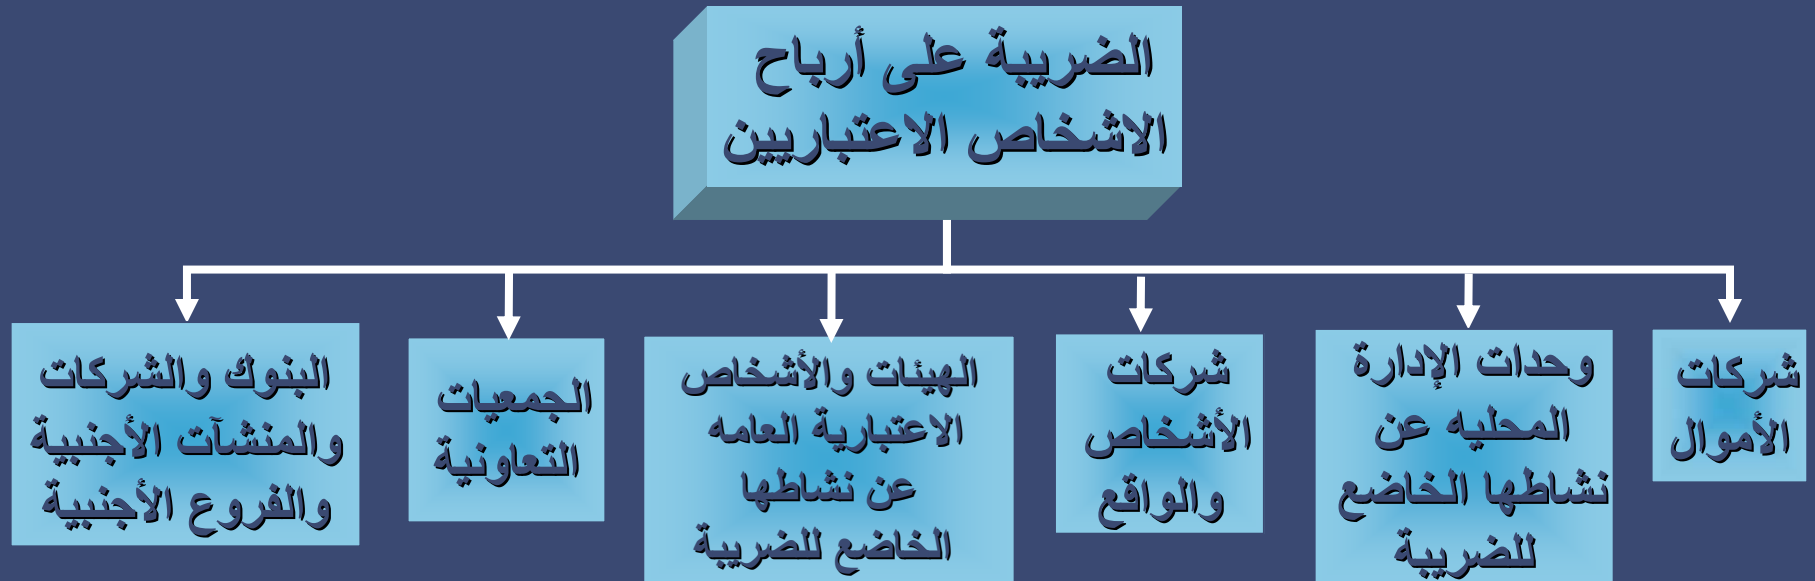 الضريبة على أرباح
الاشخاص الاعتباريين
شركات
الأموال
وحدات الإدارة
المحليه عن
نشاطها الخاضع
للضريبة
شركات
الأشخاص
والواقع
الهيئات والأشخاص
الاعتبارية العامه
عن نشاطها
الخاضع للضريبة
الجمعيات
التعاونية
البنوك والشركات
والمنشآت الأجنبية
والفروع الأجنبية